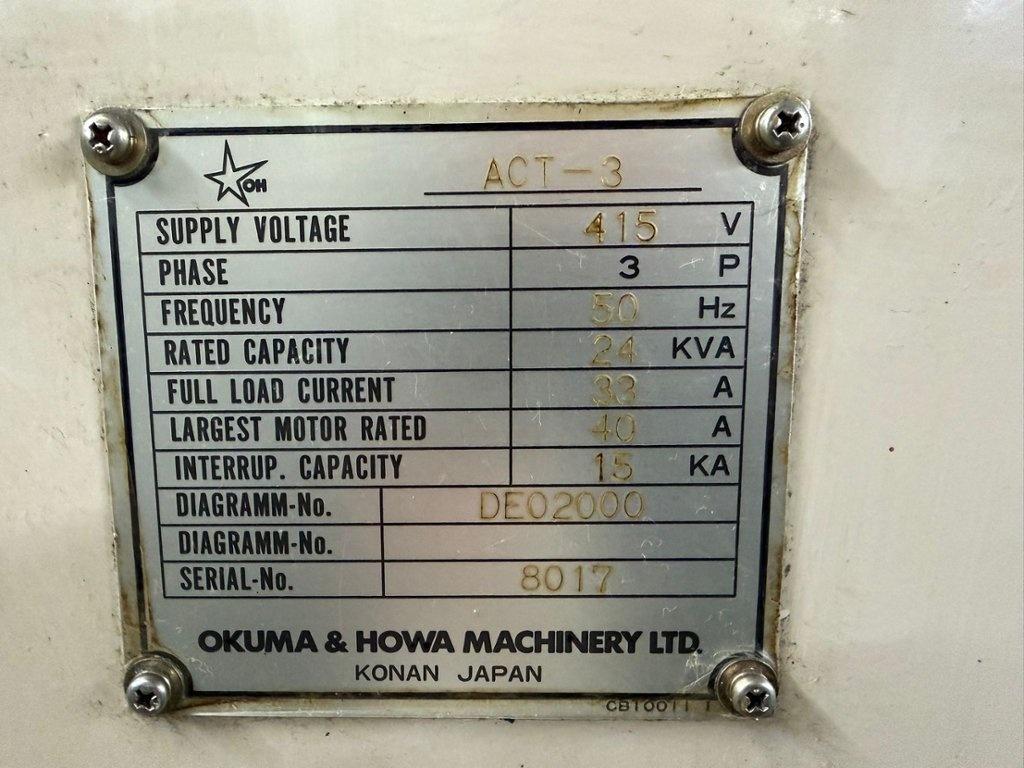 OH
ACT-3
SUPPLY VOLTAGE 415 V
PHASE 3 P
FREQUENCY 50 Hz
RATED CAPACITY 24 KVA
FULL LOAD CURRENT 33 A
LARGEST MOTOR RATED 40 A
INTERRUP. CAPACITY 15 KA
DIAGRAMM-No. DE02000
DIAGRAMM-No.
SERIAL-No. 8017
OKUMA & HOWA MACHINERY LTD.
KONAN JAPAN